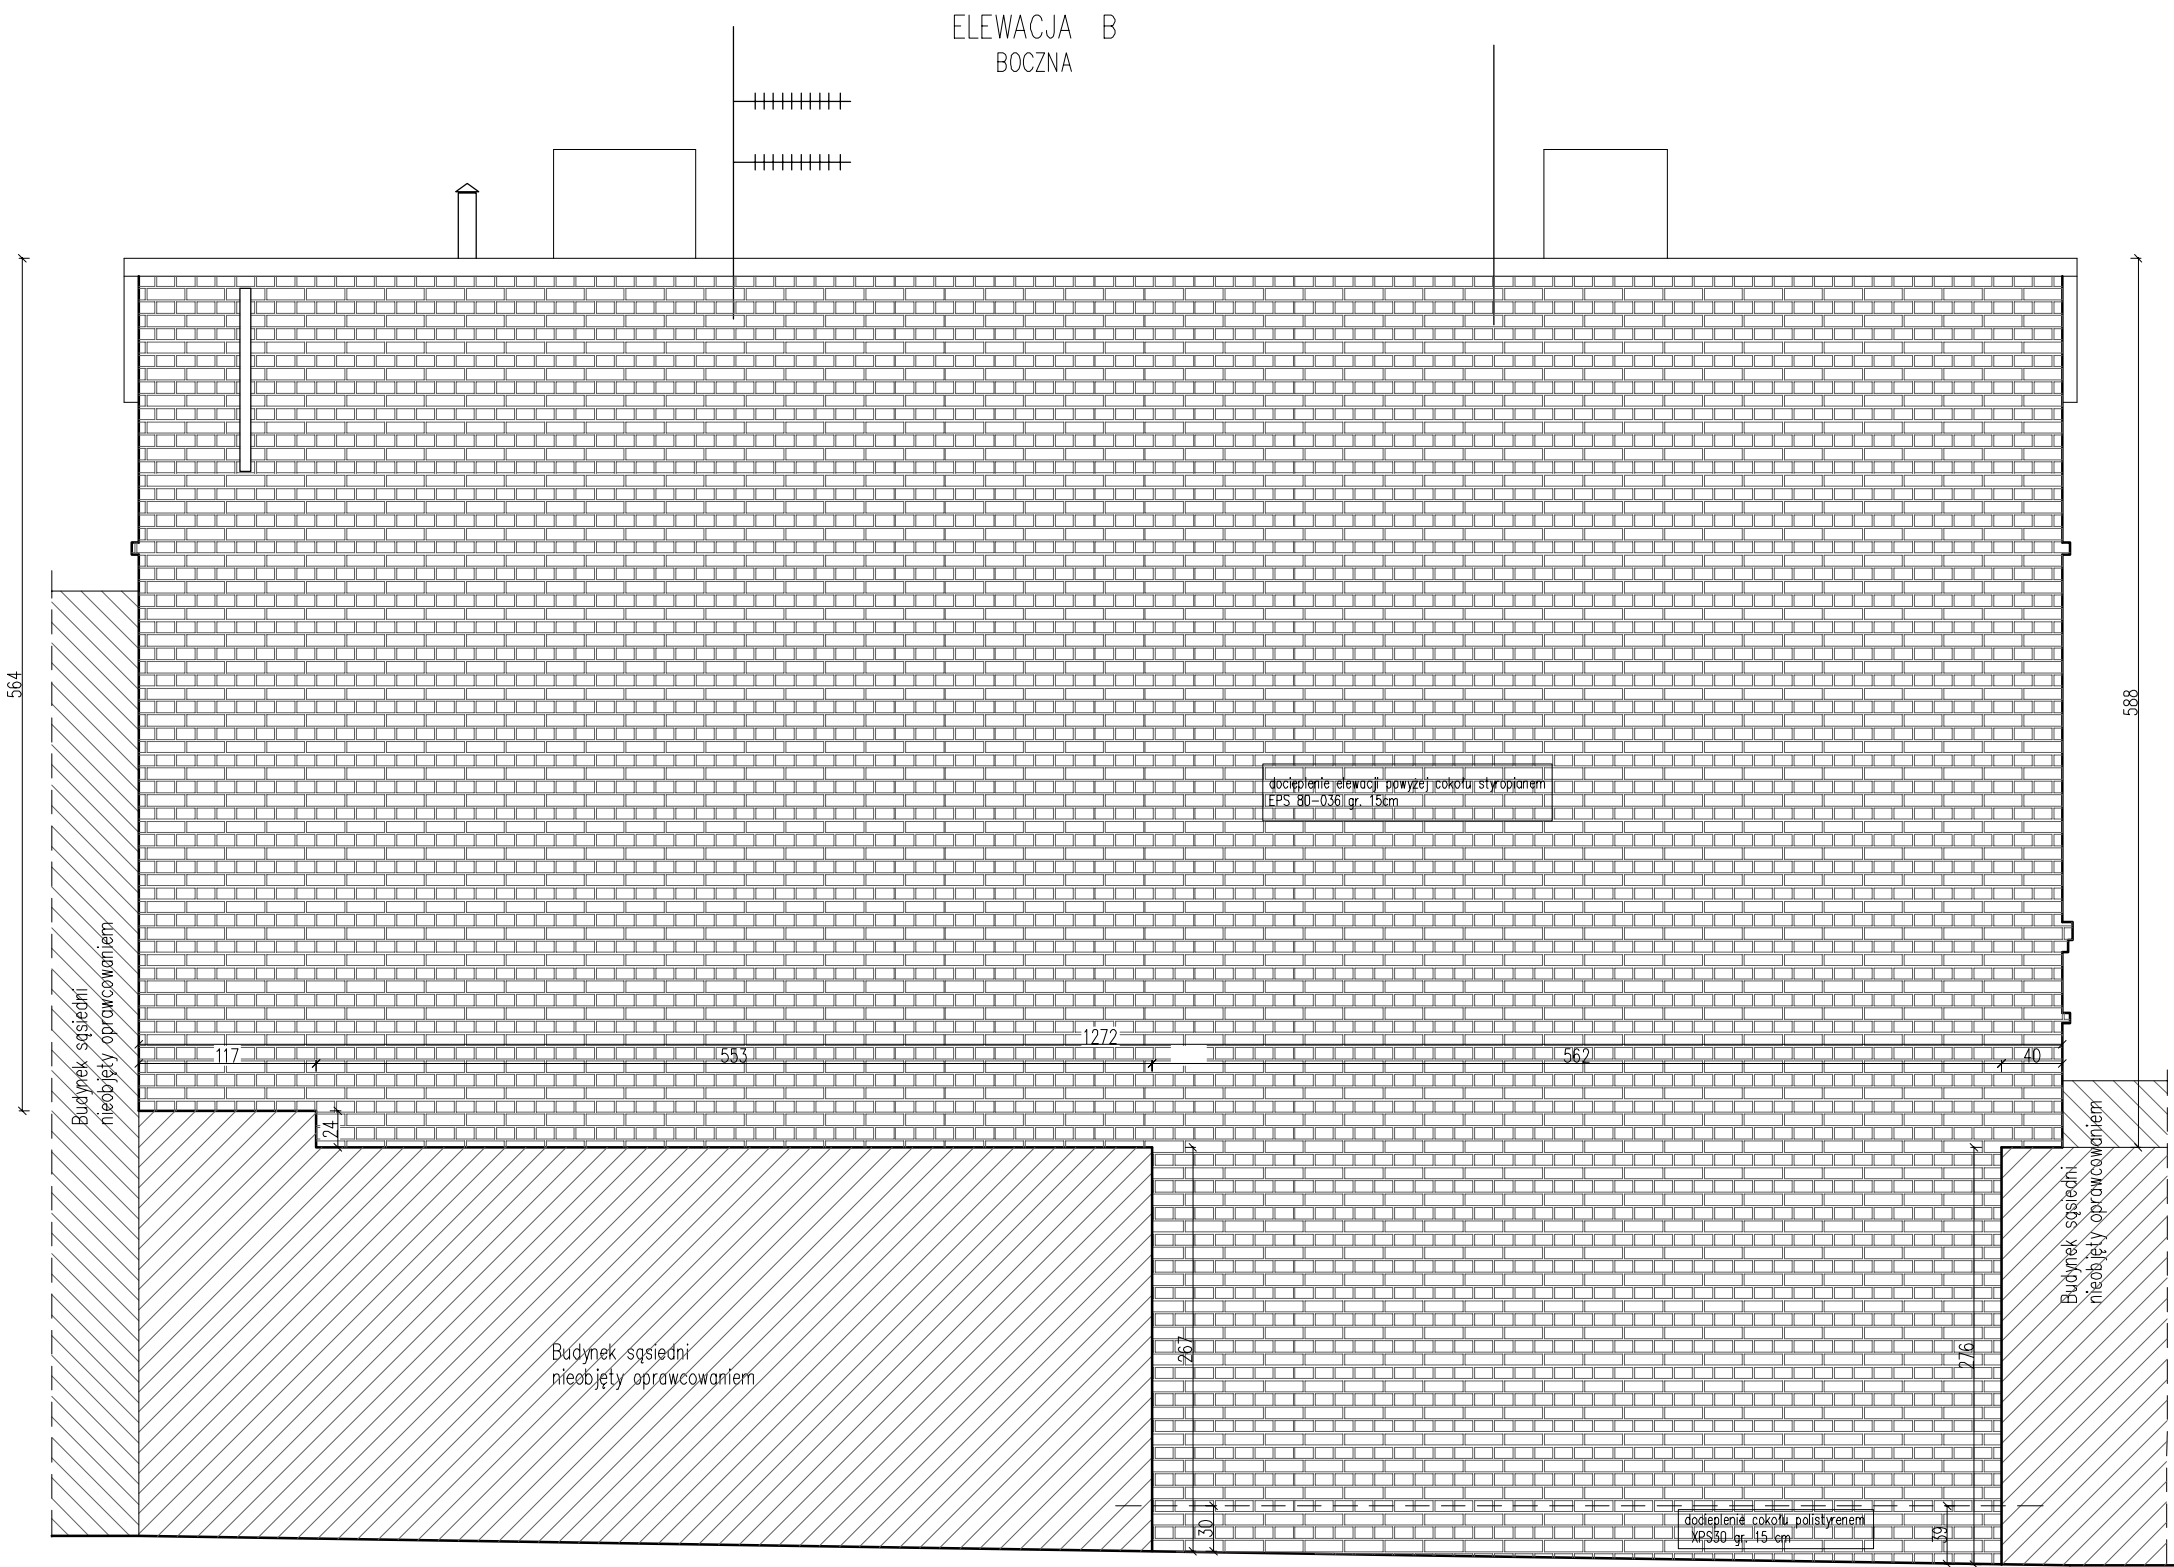 ELEWACJA B
BOCZNA
564
588
docieplenie elewacji powyżej cokołu styropianem
EPS 80-036 gr. 15cm
Budynek sąsiedni
nieobjęty oprawcowaniem
1272
117
553
562
40
24
Budynek sąsiedni
nieobjęty oprawcowaniem
Budynek sąsiedni
nieobjęty oprawcowaniem
267
276
30
39
docieplenie cokołu polistyrenem
XPS30 gr. 15 cm